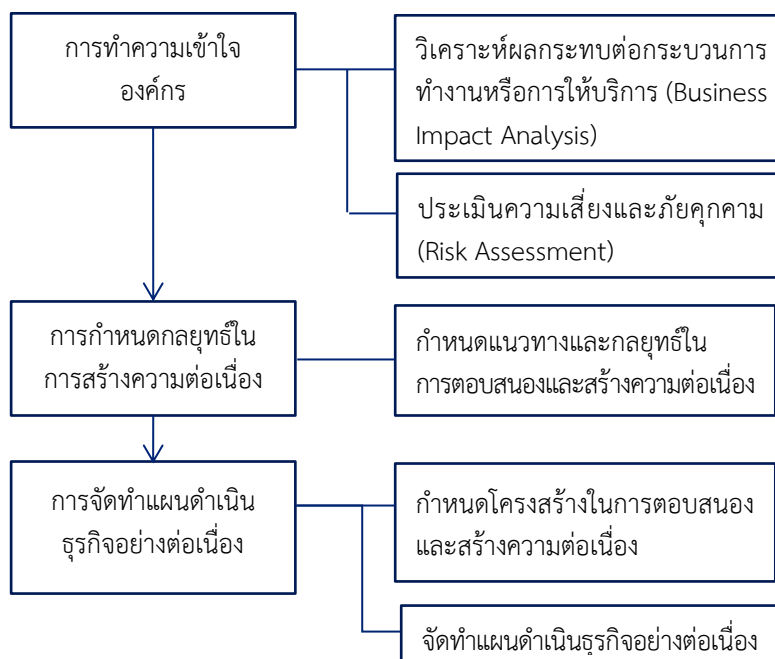 การทำความเข้าใจ
องค์กร
วิเคราะห์ผลกระทบต่อกระบวนการ
ทำงานหรือการให้บริการ (Business
Impact Analysis)
ประเมินความเสี่ยงและภัยคุกคาม
(Risk Assessment)
การกำหนดกลยุทธ์ใน
การสร้างความต่อเนื่อง
กำหนดแนวทางและกลยุทธ์ใน
การตอบสนองและสร้างความต่อเนื่อง
การจัดทำแผนดำเนิน
ธุรกิจอย่างต่อเนื่อง
กำหนดโครงสร้างในการตอบสนอง
และสร้างความต่อเนื่อง
จัดทำแผนดำเนินธุรกิจอย่างต่อเนื่อง